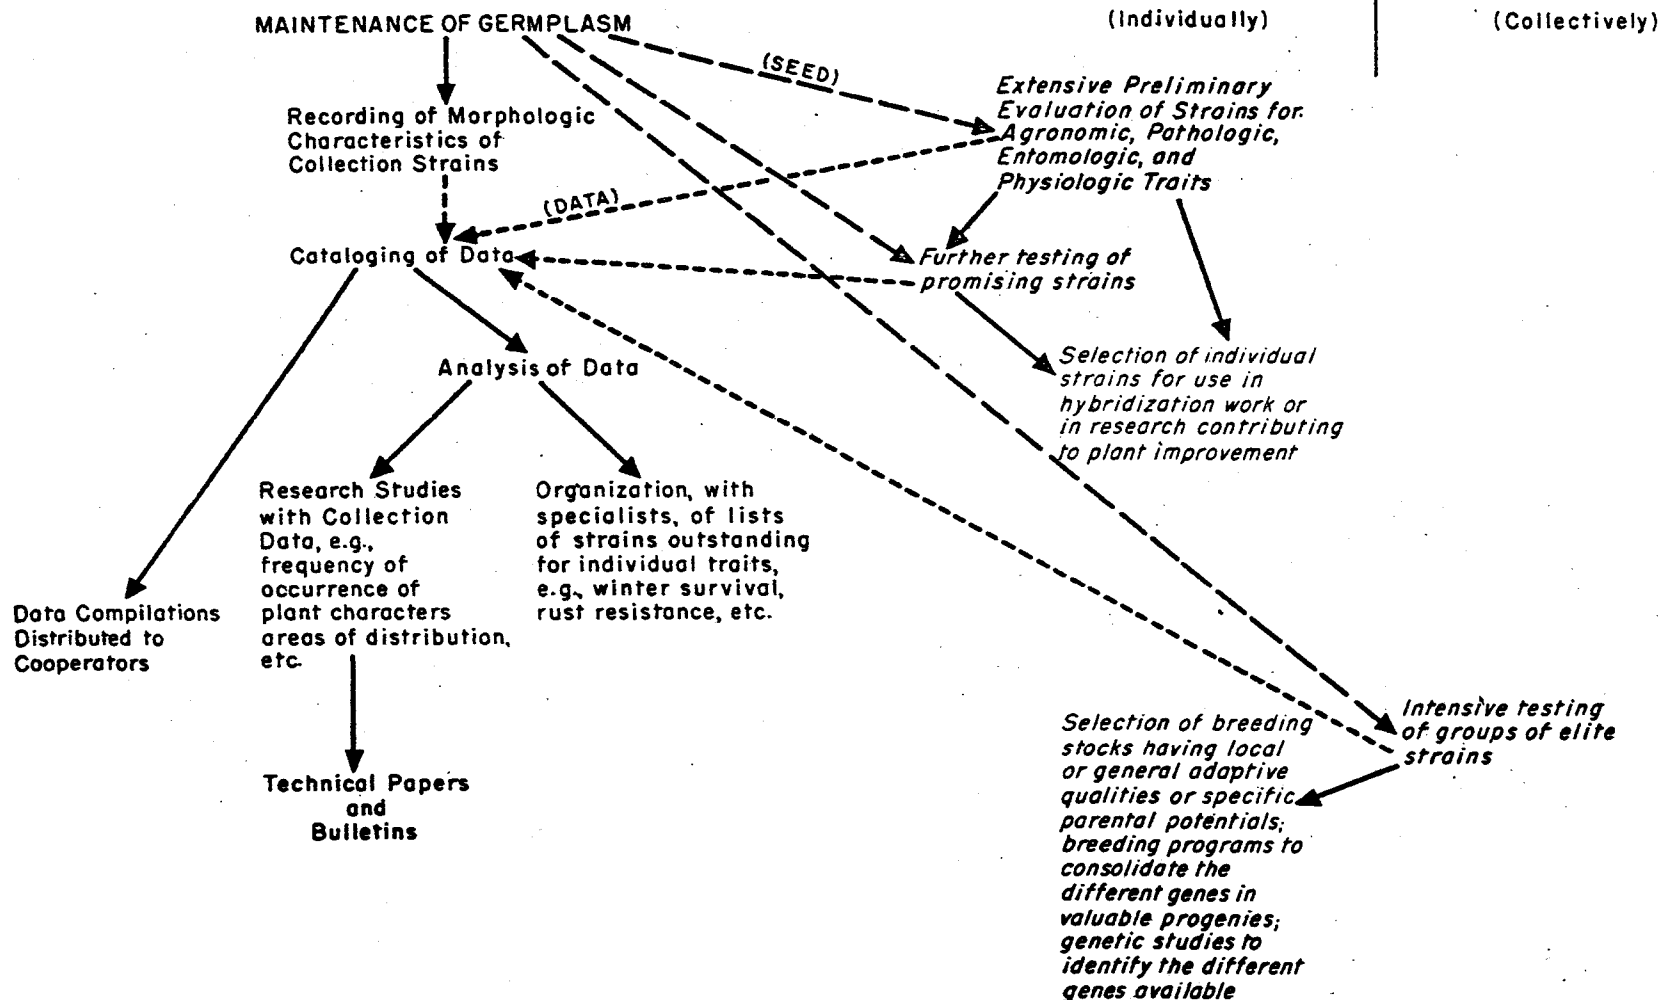 MAINTENANCE OF GERMPLASM
(Individually)
(Collectively)
(SEED)
Extensive Preliminary
Evaluation of Strains for
Agronomic, Pathologic,
Entomologic, and
Physiologic Traits
Recording of Morphologic
Characteristics of
Collection Strains
(DATA)
Cataloging of Data
Further testing of
promising strains
Selection of individual
strains for use in
hybridization work or
in research contributing
to plant improvement
Analysis of Data
Research Studies
with Collection
Data, e.g.,
frequency of
occurrence of
plant characters
areas of distribution,
etc.
Organization, with
specialists, of lists
of strains outstanding
for individual traits,
e.g., winter survival,
rust resistance, etc.
Data Compilations
Distributed to
Cooperators
Technical Papers
and
Bulletins
Intensive testing
of groups of elite
strains
Selection of breeding
stocks having local
or general adaptive
qualities or specific
parental potentials;
breeding programs to
consolidate the
different genes in
valuable progenies;
genetic studies to
identify the different
genes available